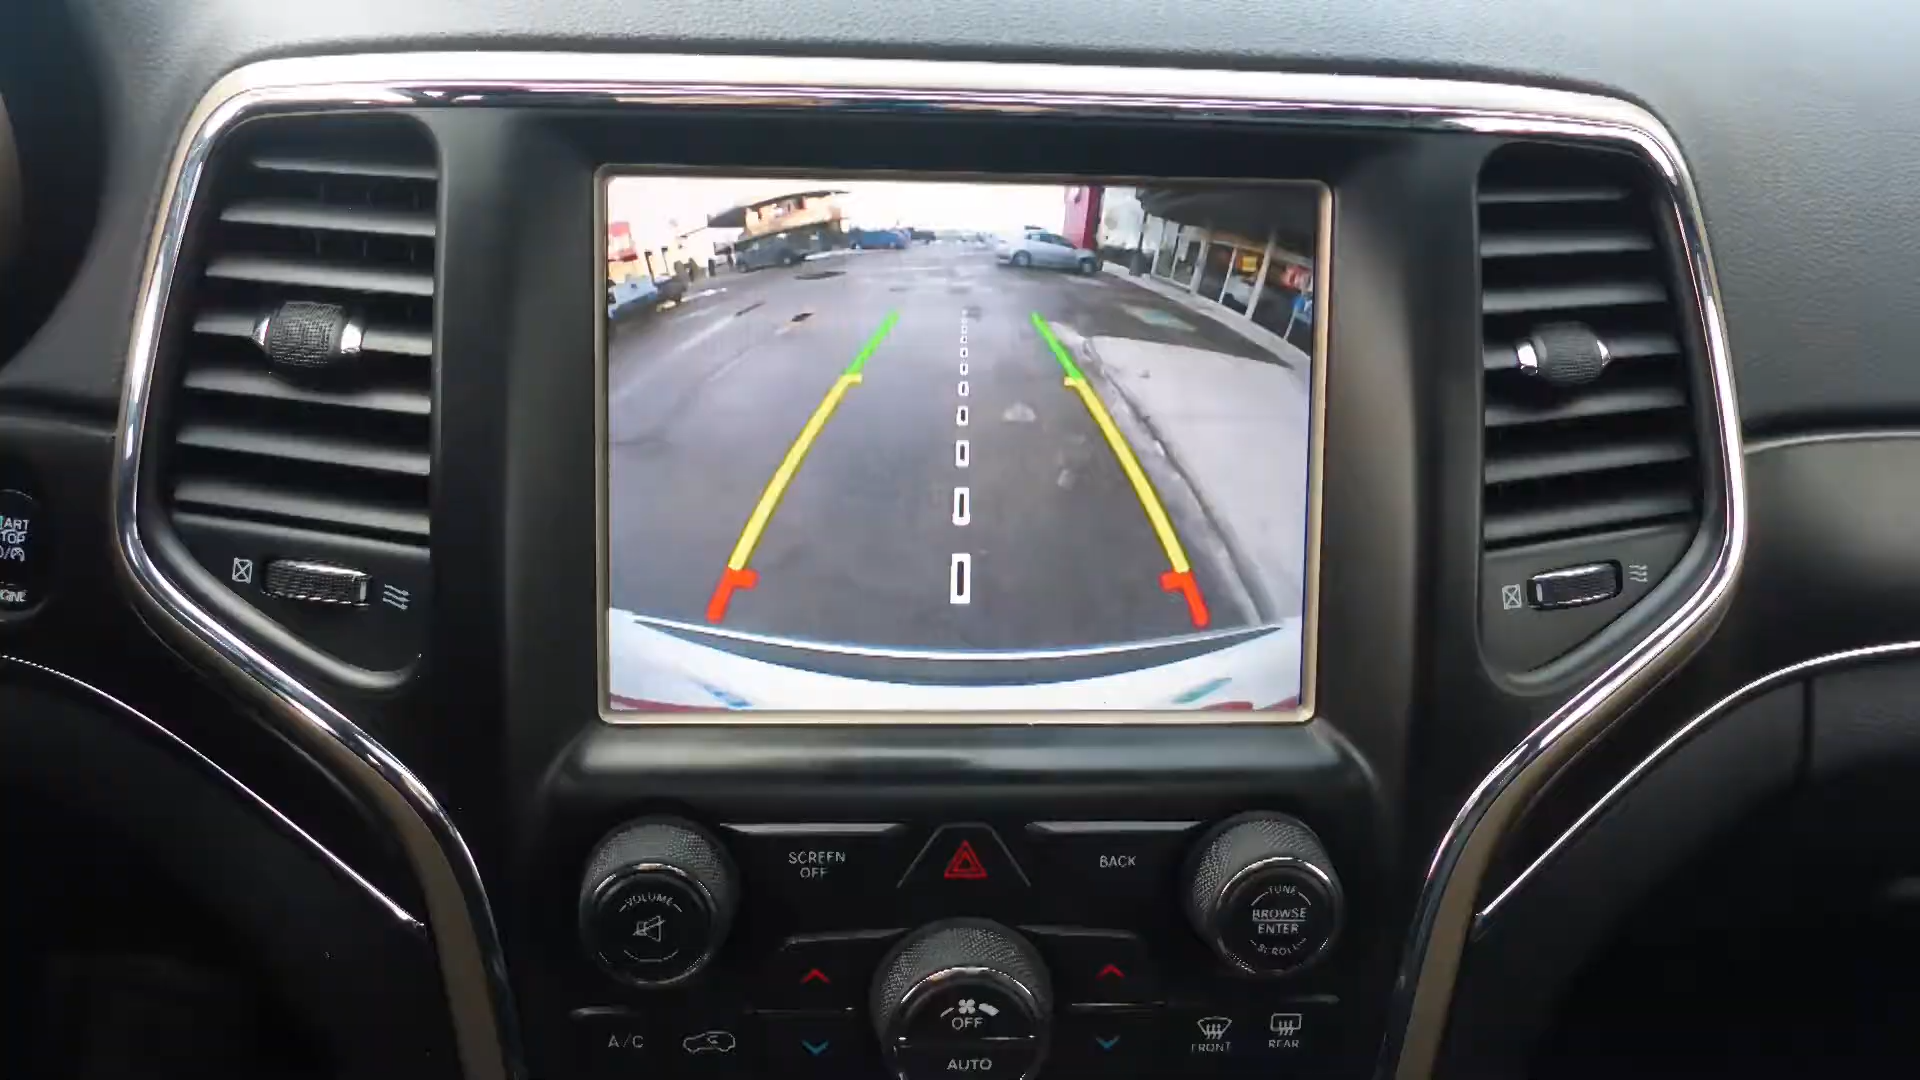 SCREEN
OFF
BACK
VOLUME
TUNE
BROWSE
ENTER
SCROLL
OFF
AUTO
A/C
FRONT
REAR